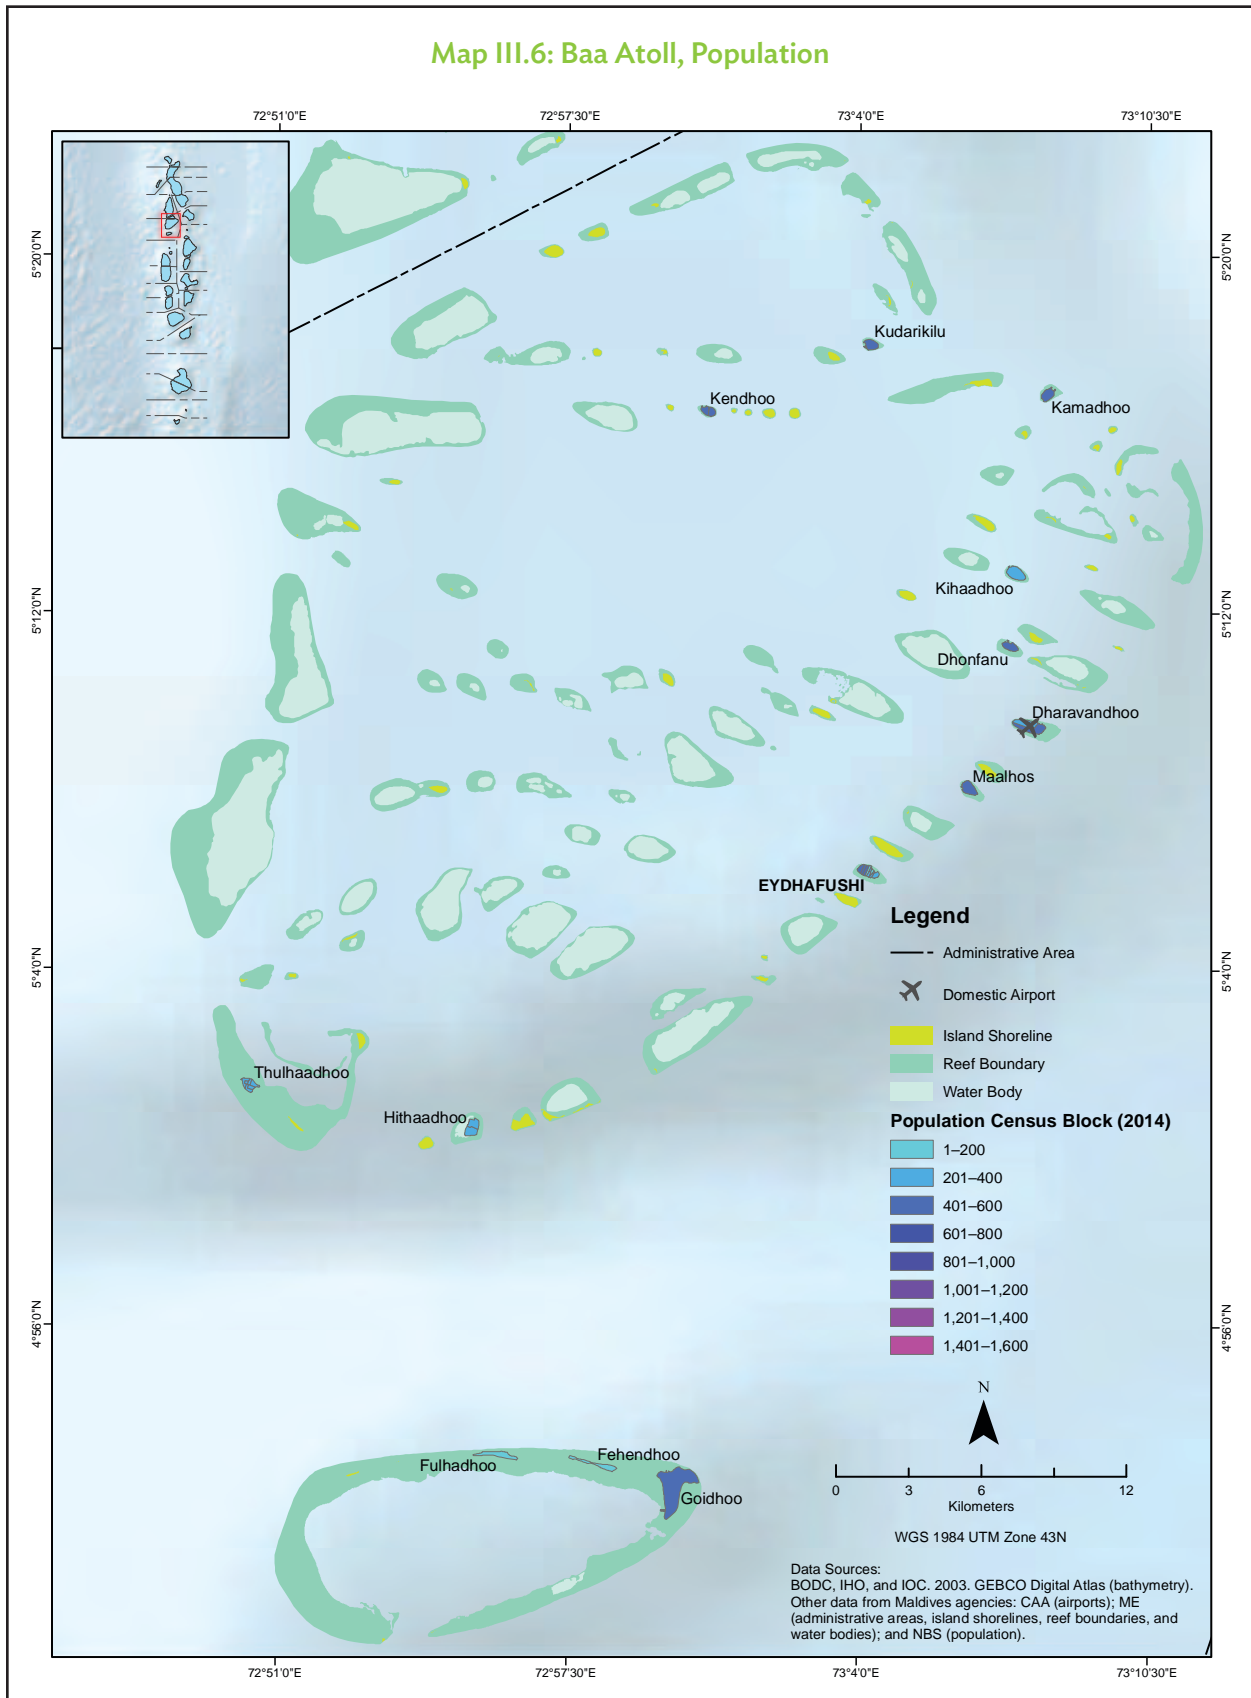 Map III.6: Baa Atoll, Population
72°51'0"E
72°57'30"E
73°4'0"E
73°10'30"E
5°20'0"N
5°20'0"N
Kudarikilu
Kendhoo
Kamadhoo
Kihaadhoo
5°12'0"N
5°12'0"N
Dhonfanu
Dharavandhoo
Maalhos
EYDHAFUSHI
Legend
Administrative Area
5°4'0"N
5°4'0"N
Domestic Airport
Island Shoreline
Reef Boundary
Water Body
Thulhaadhoo
Hithaadhoo
Population Census Block (2014)
1–200
201–400
401–600
601–800
801–1,000
1,001–1,200
1,201–1,400
1,401–1,600
4°56'0"N
4°56'0"N
N
Fulhadhoo
Fehendhoo
Goidhoo
0 3 6 12
Kilometers
WGS 1984 UTM Zone 43N
Data Sources:
BODC, IHO, and IOC. 2003. GEBCO Digital Atlas (bathymetry).
Other data from Maldives agencies: CAA (airports); ME
(administrative areas, island shorelines, reef boundaries, and
water bodies); and NBS (population).
72°51'0"E
72°57'30"E
73°4'0"E
73°10'30"E